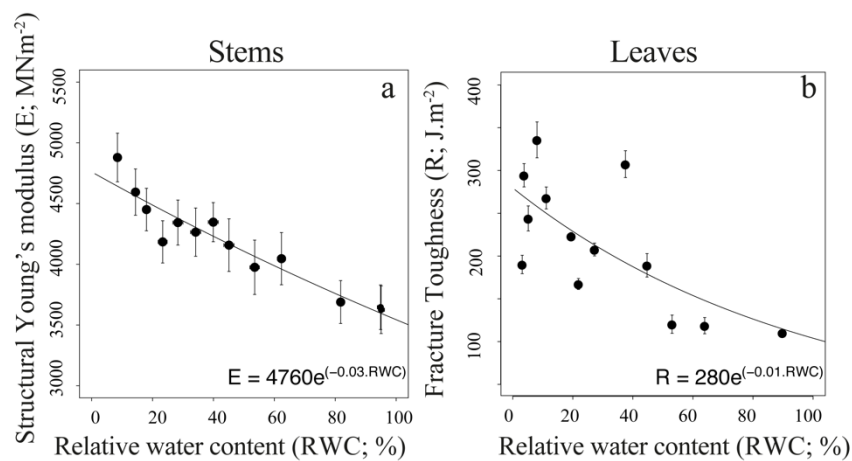 Stems
Leaves
a
b
Structural Young's modulus (E; MNm-2)
5500
5000
4500
4000
3500
3000
E = 4760e(−0.03.RWC)
0 20 40 60 80 100
Relative water content (RWC; %)
Fracture Toughness (R; J.m-2)
400
300
200
100
R = 280e(−0.01.RWC)
0 20 40 60 80 100
Relative water content (RWC; %)